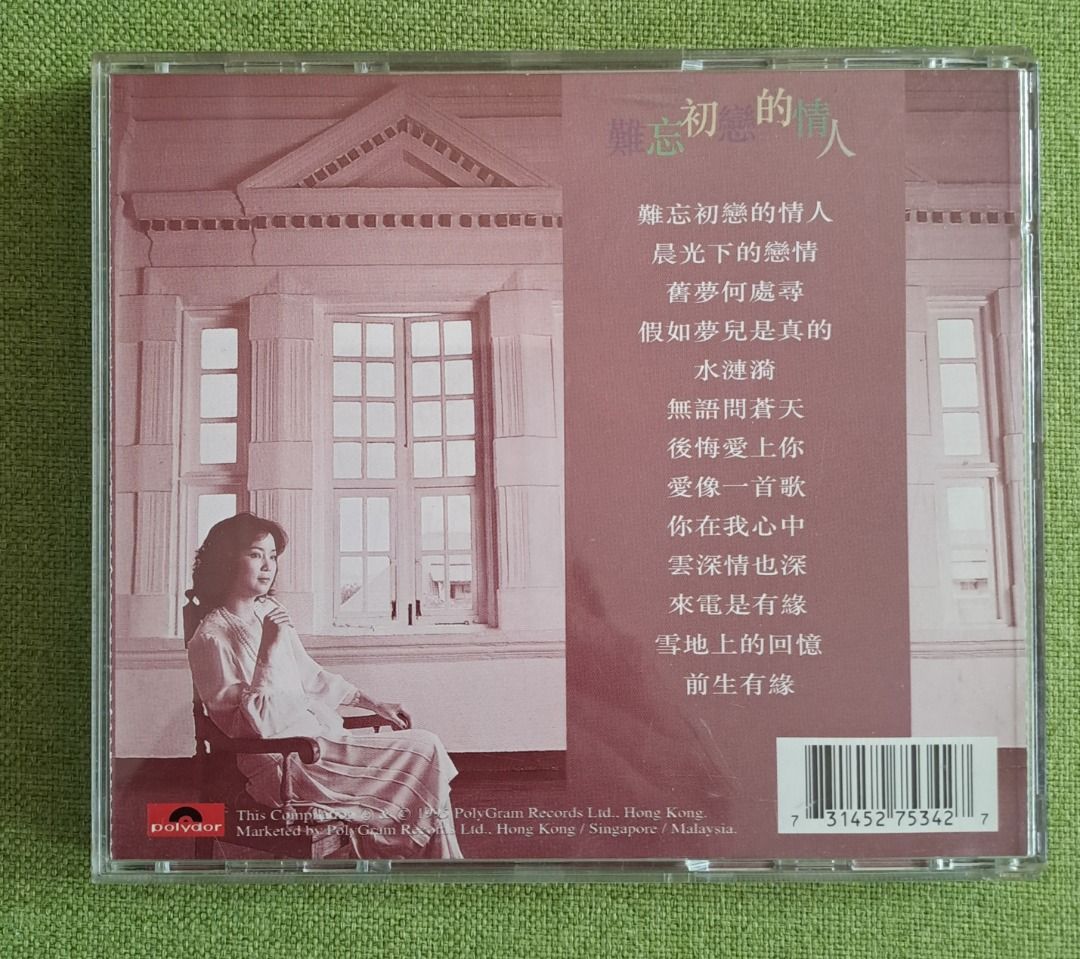 難忘初戀的情人
難忘初戀的情人
晨光下的戀情
舊夢何處尋
假如夢兒是真的
水漣漪
無語問蒼天
後悔愛上你
愛像一首歌
你在我心中
雲深情也深
來電是有緣
雪地上的回憶
前生有緣
polydor
This Compilation ℗ & © PolyGram Records Ltd., Hong Kong.
Marketed by PolyGram Records Ltd., Hong Kong / Singapore / Malaysia.
7 31452 75342 7